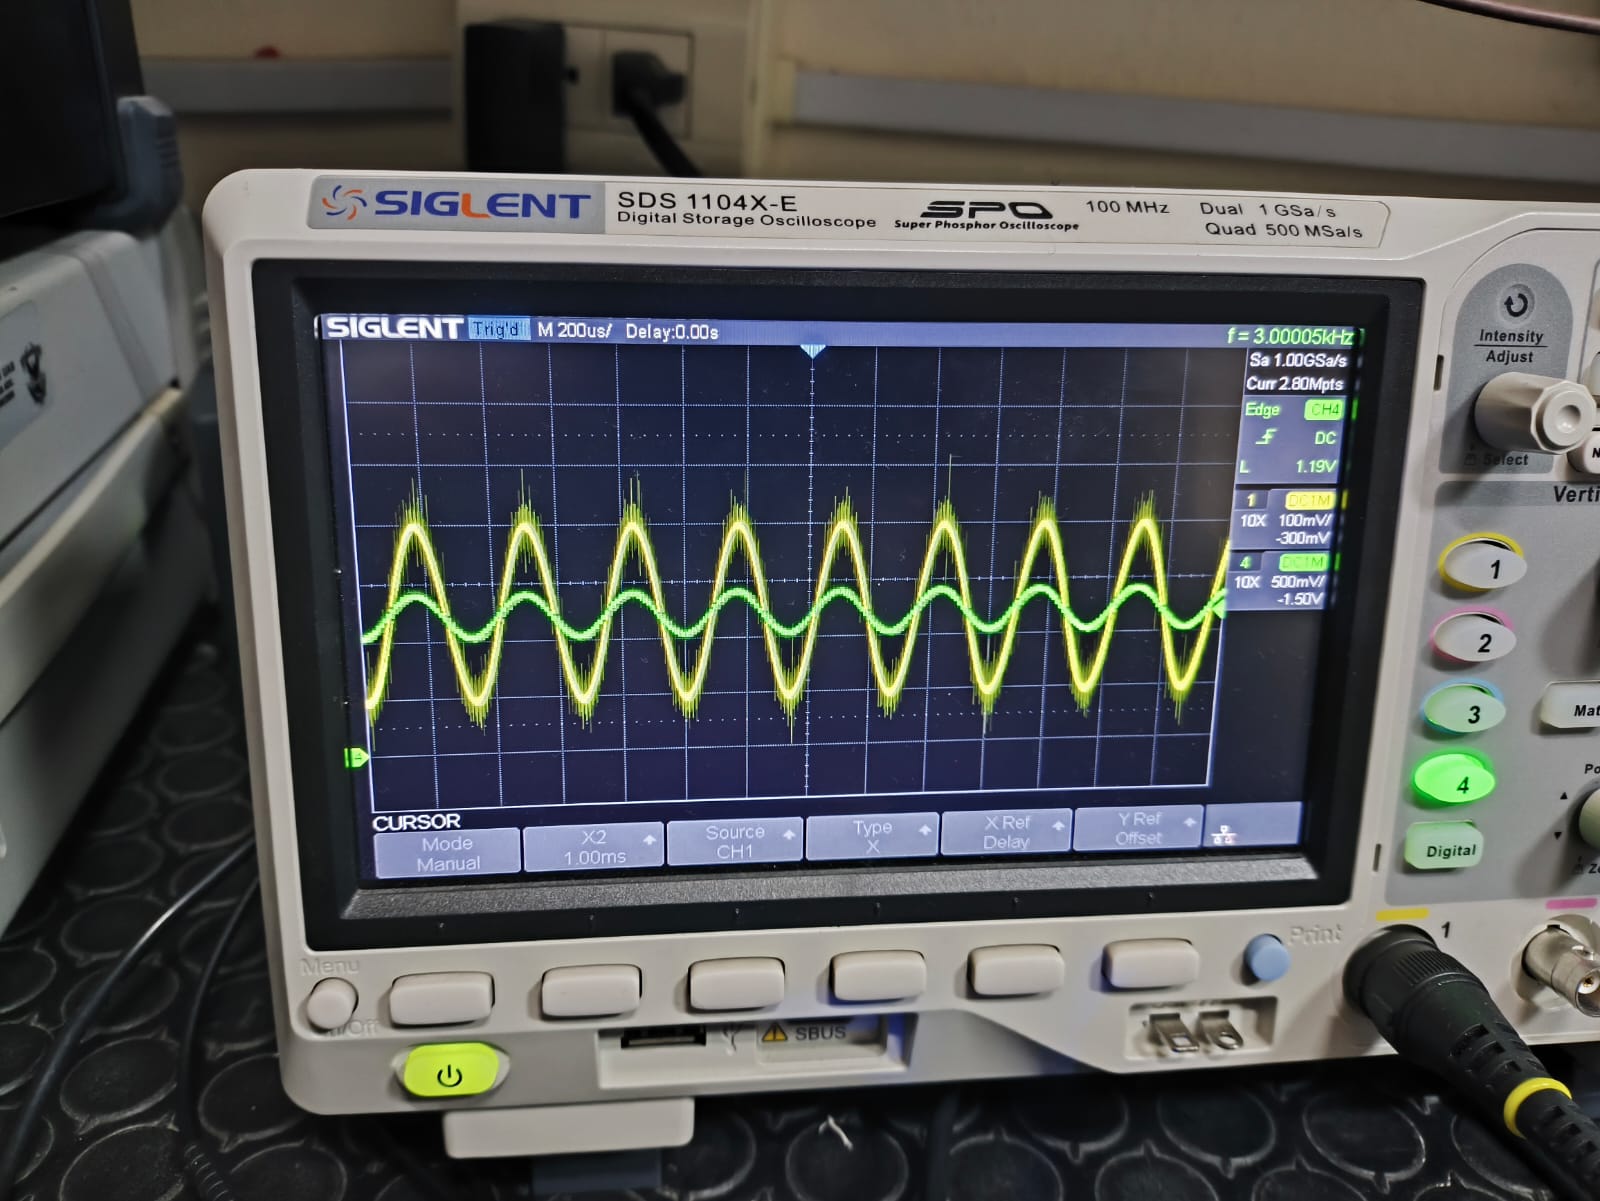 SIGLENT
SDS 1104X-E
Digital Storage Oscilloscope
SPO
Super Phosphor Oscilloscope
100 MHz
Dual 1 GSa/s
Quad 500 MSa/s
SIGLENT Trig'd M 200us/ Delay:0.00s
f = 3.00005kHz
Sa 1.00GSa/s
Curr 2.80Mpts
Edge CH4
DC
L 1.19V
1 DC1M
10X 100mV/
-300mV
4 DC1M
10X 500mV/
-1.50V
4
CURSOR
Mode
Manual
X2
1.00ms
Source
CH1
Type
X
X Ref
Delay
Y Ref
Offset
Intensity
Adjust
Select
1
2
3
4
Digital
Print
Menu
On/Off
SBUS
1